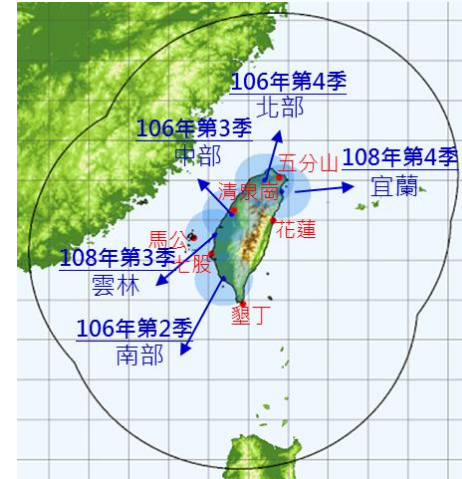 106年第4季
北部
106年第3季
中部
五分山
108年第4季
宜蘭
清泉崗
花蓮
馬公
七股
108年第3季
雲林
墾丁
106年第2季
南部